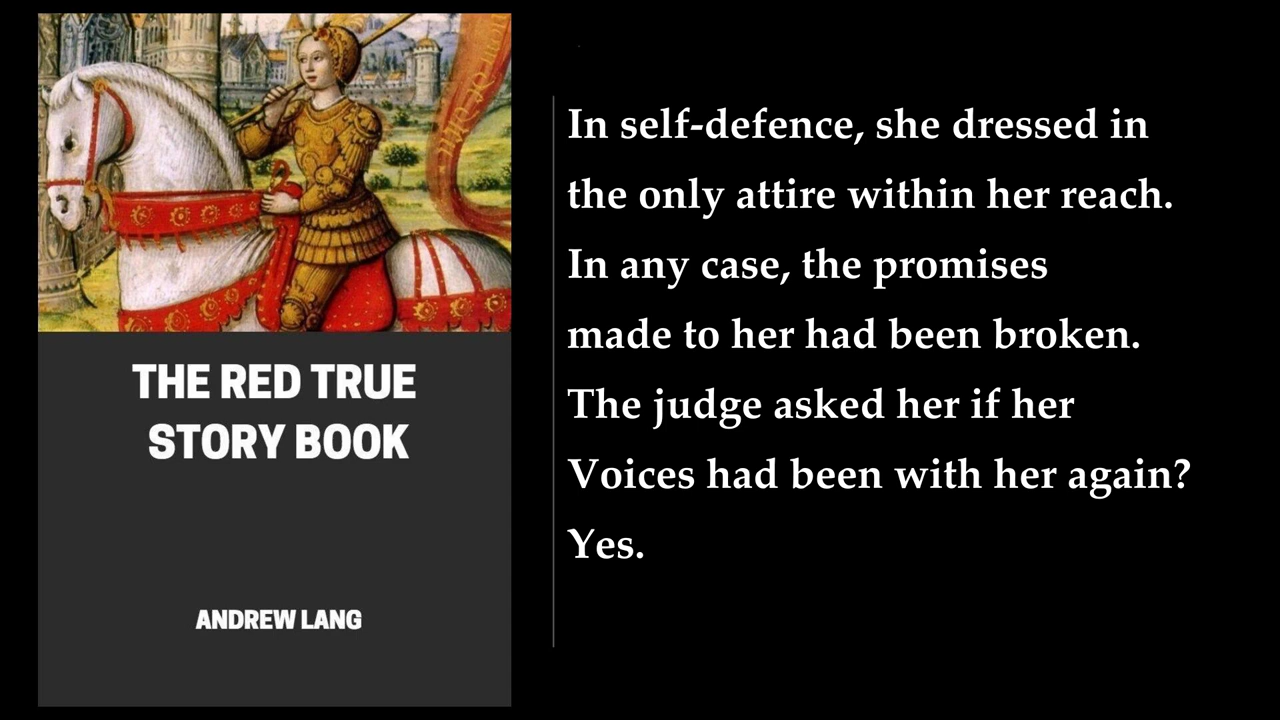 THE RED TRUE
STORY BOOK
ANDREW LANG
In self-defence, she dressed in
the only attire within her reach.
In any case, the promises
made to her had been broken.
The judge asked her if her
Voices had been with her again?
Yes.